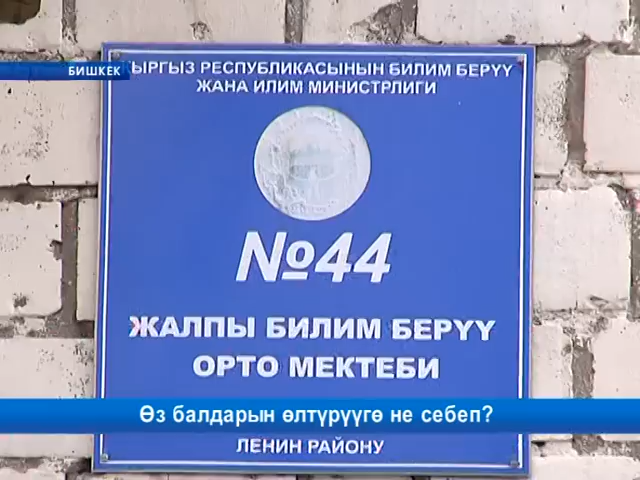 БИШКЕК
КЫРГЫЗ РЕСПУБЛИКАСЫНЫН БИЛИМ БЕРҮҮ
ЖАНА ИЛИМ МИНИСТРЛИГИ
№44
ЖАЛПЫ БИЛИМ БЕРҮҮ
ОРТО МЕКТЕБИ
Өз балдарын өлтүрүүгө не себеп?
ЛЕНИН РАЙОНУ